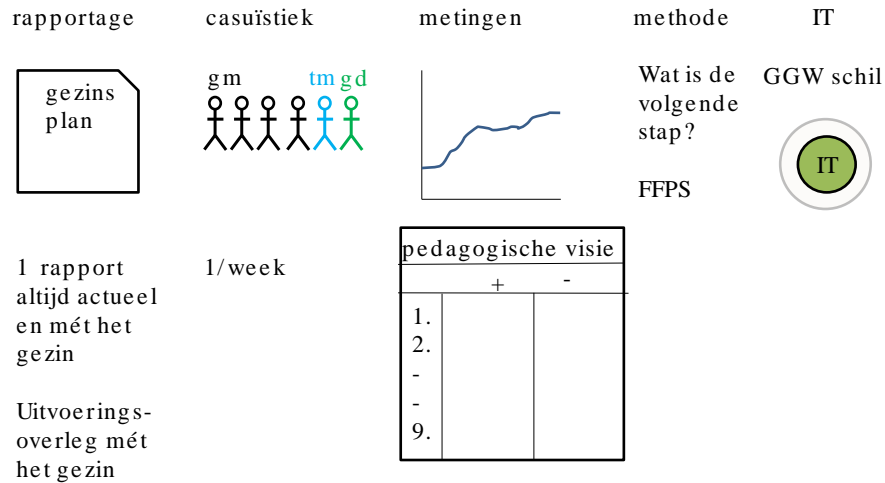 rapportage
casuïstiek
metingen
methode
IT
gezins
plan
gm
tm
gd
Wat is de
volgende
stap?
FFPS
GGW schil
IT
1 rapport
altijd actueel
en mét het
gezin
Uitvoerings-
overleg mét
het gezin
1/week
pedagogische visie
+ -
1.
2.
-
-
9.